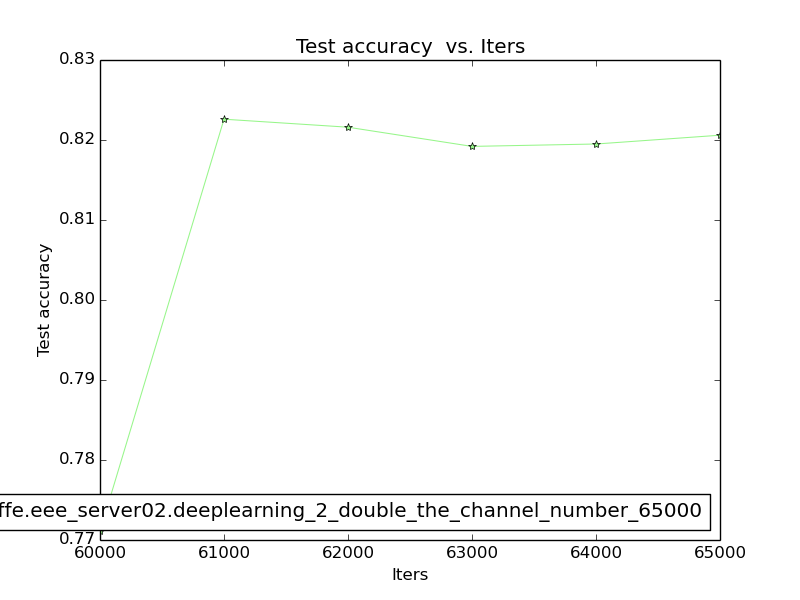 Test accuracy  vs. Iters
0.83
0.82
0.81
0.80
0.79
0.78
0.77
Test accuracy
ffe.eee_server02.deeplearning_2_double_the_channel_number_65000
60000 61000 62000 63000 64000 65000
Iters